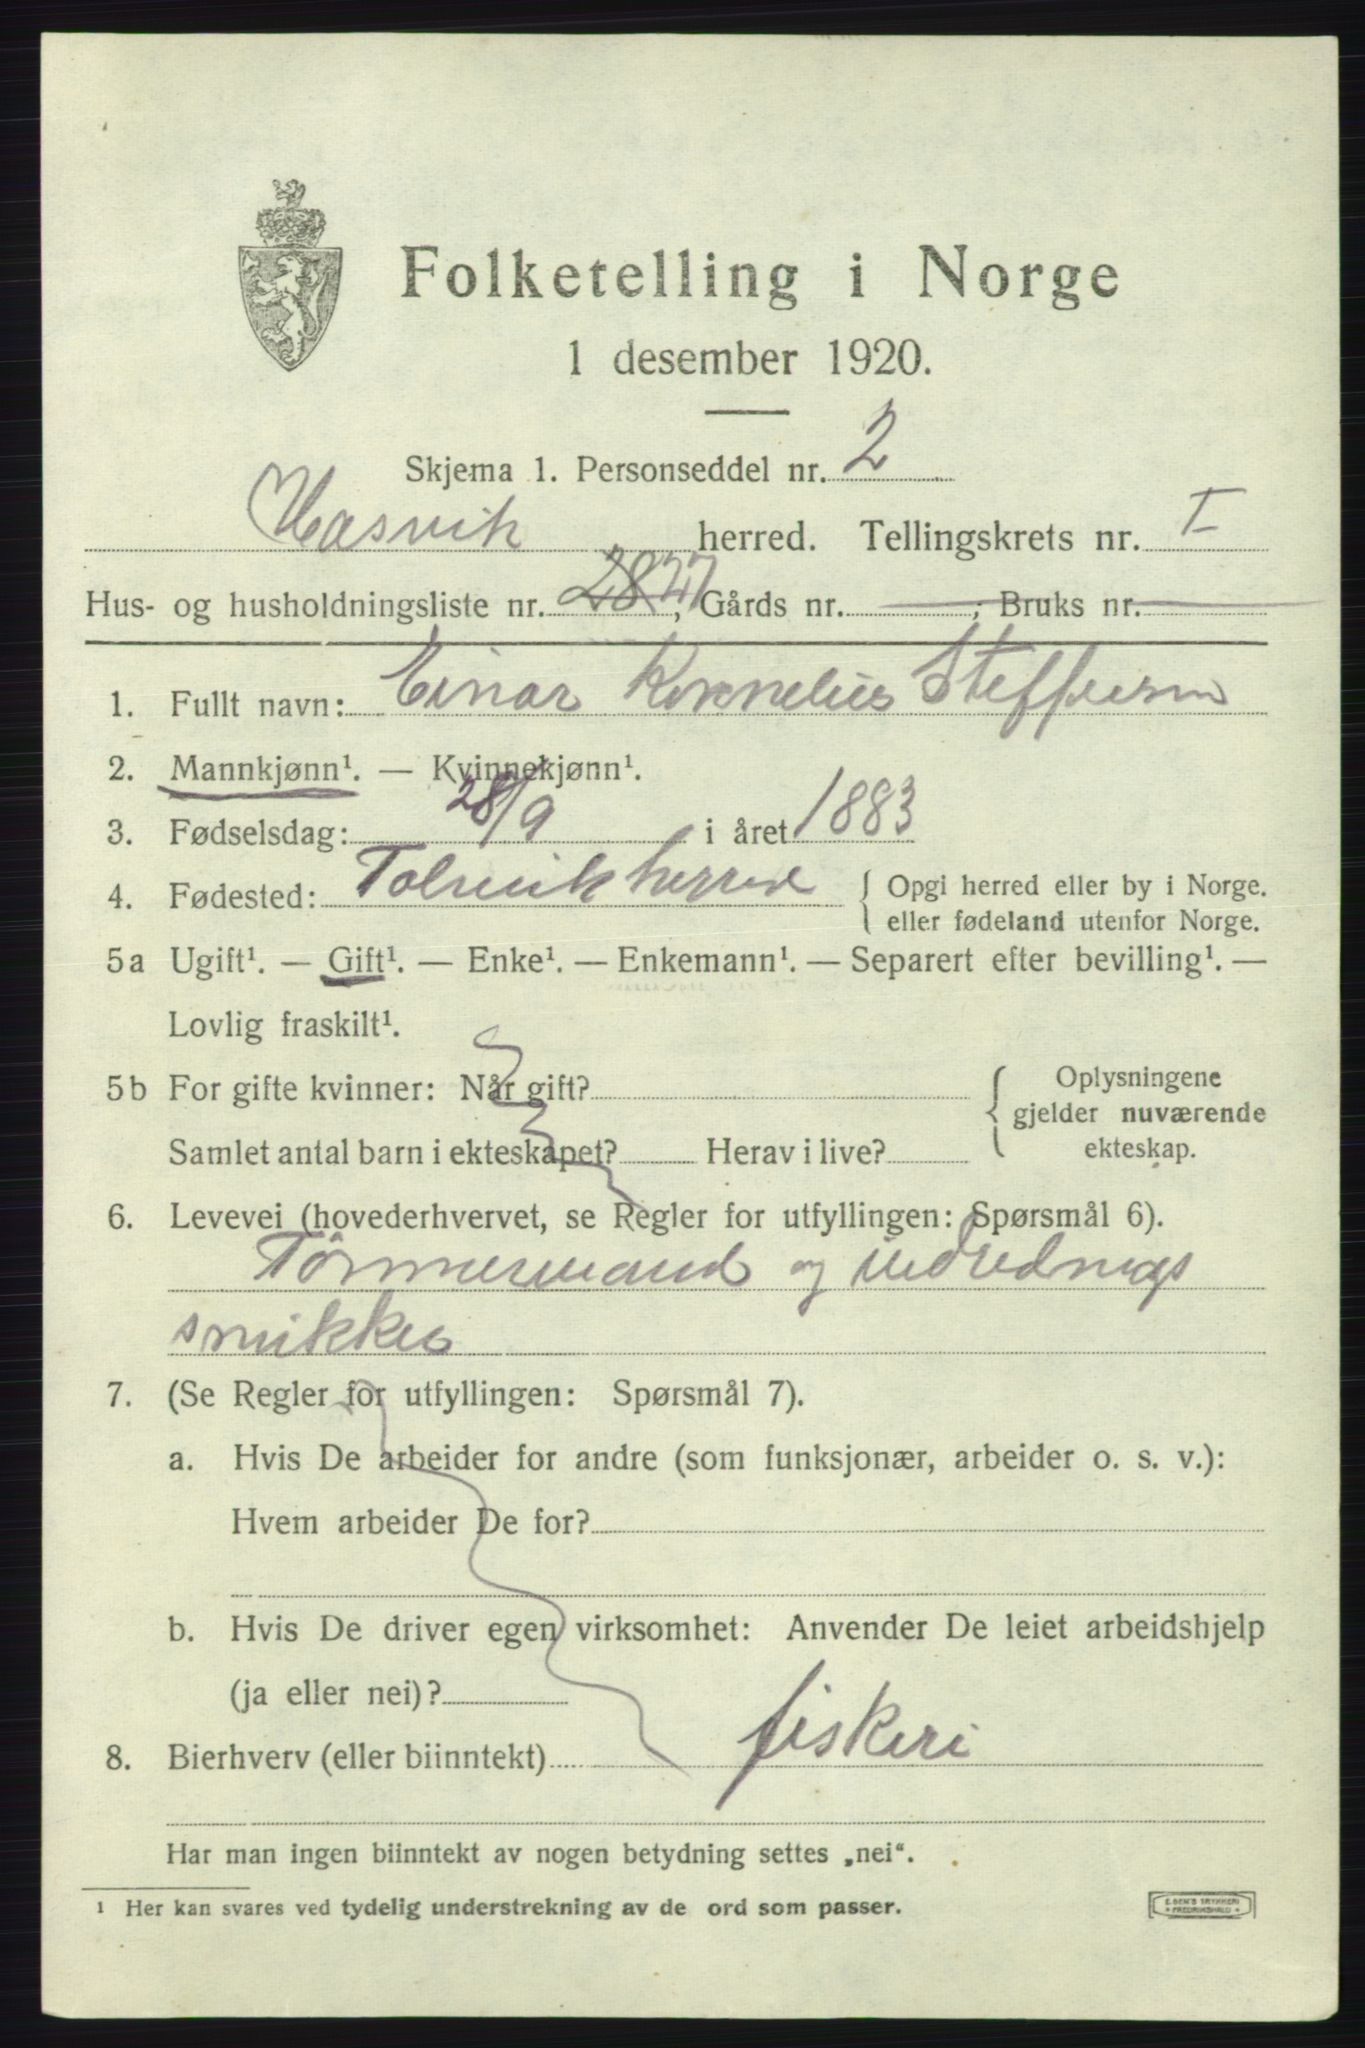 Folketelling i Norge
1 desember 1920.
Skjema 1. Personseddel nr. 2
Hasvik herred. Tellingskrets nr. I
Hus- og husholdningsliste nr. 28 27; Gårds nr. —; Bruks nr. —
1. Fullt navn: Einar Kornelius Steffensen
2. Mannkjønn¹. — Kvinnekjønn¹.
3. Fødselsdag: 28/9 i året 1883
4. Fødested: Talvik herred { Opgi herred eller by i Norge.
eller fødeland utenfor Norge.
5a Ugift¹. — Gift¹. — Enke¹. — Enkemann¹. — Separert efter bevilling¹. —
Lovlig fraskilt¹.
5b For gifte kvinner: Når gift? { Oplysningene
gjelder nuværende
Samlet antal barn i ekteskapet? Herav i live? ekteskap.
6. Levevei (hovederhvervet, se Regler for utfyllingen: Spørsmål 6).
Tømmermand og indrednings
snikker
7. (Se Regler for utfyllingen: Spørsmål 7).
a. Hvis De arbeider for andre (som funksjonær, arbeider o. s. v.):
Hvem arbeider De for?
b. Hvis De driver egen virksomhet: Anvender De leiet arbeidshjelp
(ja eller nei)?
8. Bierhverv (eller biinntekt) fiskeri
Har man ingen biinntekt av nogen betydning settes „nei“.
¹ Her kan svares ved tydelig understrekning av de ord som passer.
E. SEM'S TRYKKERI
FREDRIKSHALD